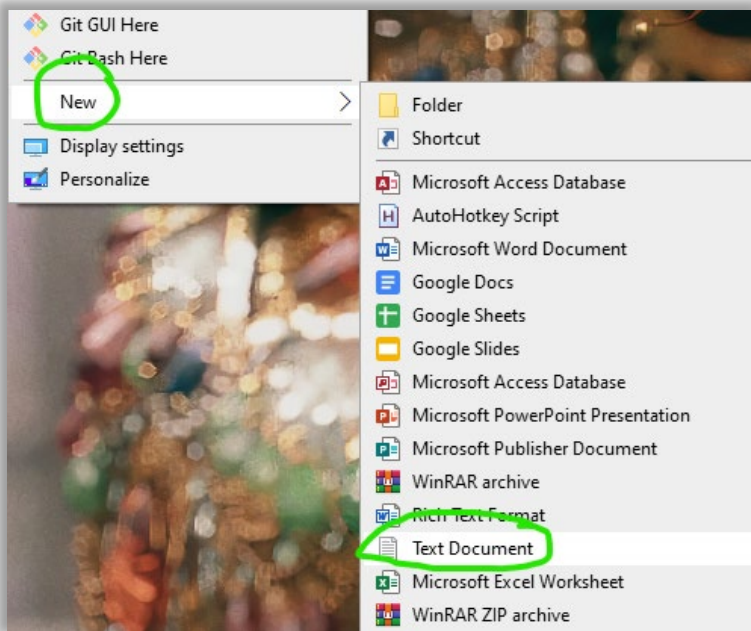 Git GUI Here
Git Bash Here
New
Display settings
Personalize
Folder
Shortcut
Microsoft Access Database
AutoHotkey Script
Microsoft Word Document
Google Docs
Google Sheets
Google Slides
Microsoft Access Database
Microsoft PowerPoint Presentation
Microsoft Publisher Document
WinRAR archive
Rich Text Format
Text Document
Microsoft Excel Worksheet
WinRAR ZIP archive